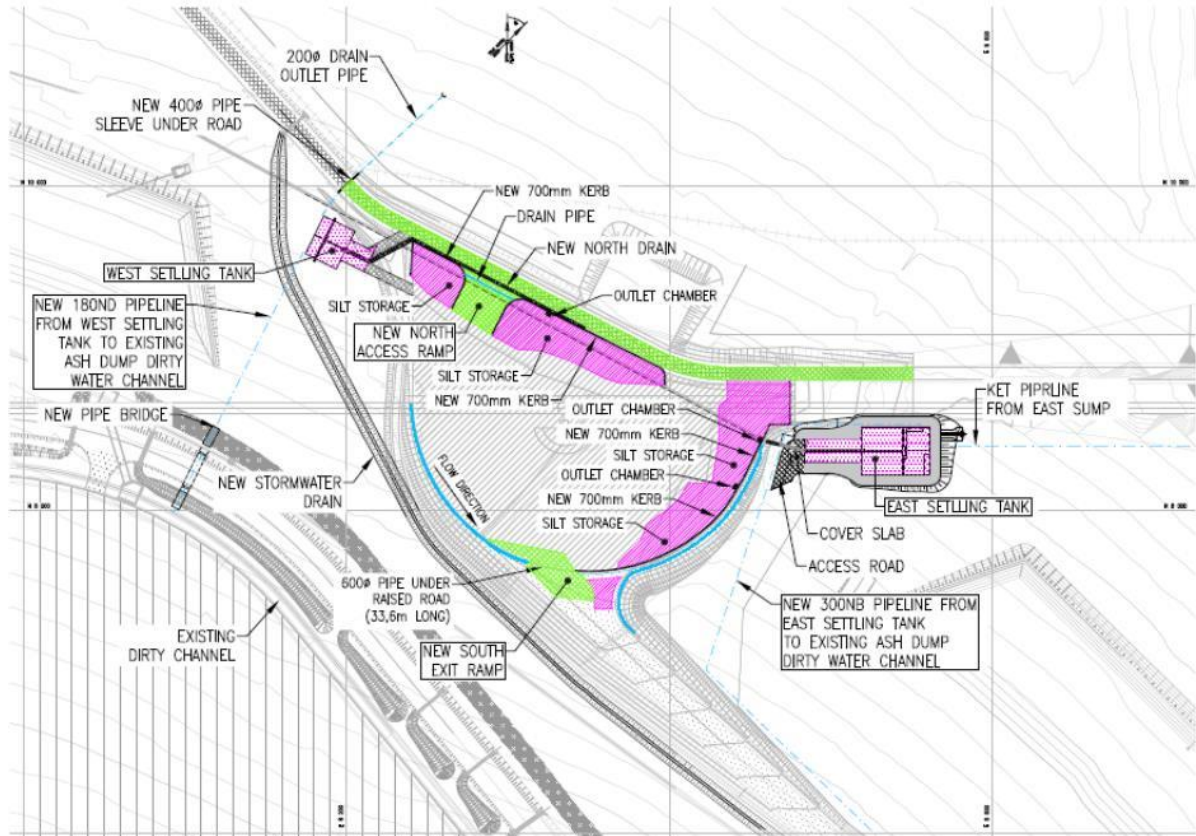 200ø DRAIN
OUTLET PIPE
NEW 400ø PIPE
SLEEVE UNDER ROAD
NEW 700mm KERB
DRAIN PIPE
NEW NORTH DRAIN
WEST SETLLING TANK
OUTLET CHAMBER
SILT STORAGE
NEW 180ND PIPELINE
FROM WEST SETTLING
TANK TO EXISTING
ASH DUMP DIRTY
WATER CHANNEL
NEW NORTH
ACCESS RAMP
SILT STORAGE
NEW 700mm KERB
KET PIPRLINE
FROM EAST SUMP
OUTLET CHAMBER
NEW 700mm KERB
SILT STORAGE
OUTLET CHAMBER
NEW 700mm KERB
SILT STORAGE
NEW PIPE BRIDGE
FLOW DIRECTION
NEW STORMWATER
DRAIN
EAST SETLLING TANK
COVER SLAB
ACCESS ROAD
600ø PIPE UNDER
RAISED ROAD
(33,6m LONG)
NEW 300NB PIPELINE FROM
EAST SETTLING TANK
TO EXISTING ASH DUMP
DIRTY WATER CHANNEL
EXISTING
DIRTY CHANNEL
NEW SOUTH
EXIT RAMP